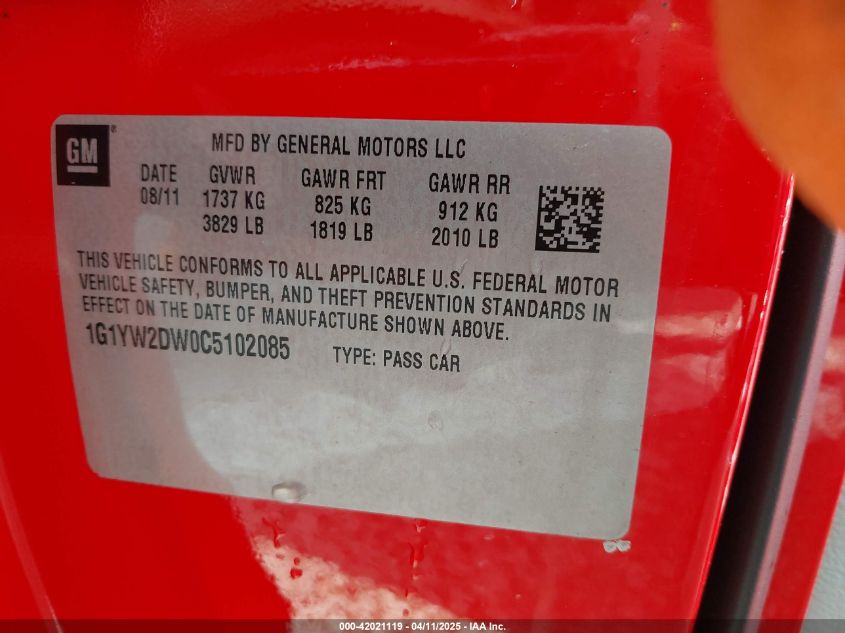 GM
MFD BY GENERAL MOTORS LLC
DATE GVWR GAWR FRT GAWR RR
08/11 1737 KG 825 KG 912 KG
3829 LB 1819 LB 2010 LB
THIS VEHICLE CONFORMS TO ALL APPLICABLE U.S. FEDERAL MOTOR
VEHICLE SAFETY, BUMPER, AND THEFT PREVENTION STANDARDS IN
EFFECT ON THE DATE OF MANUFACTURE SHOWN ABOVE.
1G1YW2DW0C5102085 TYPE: PASS CAR
000-42021119 - 04/11/2025 - IAA Inc.